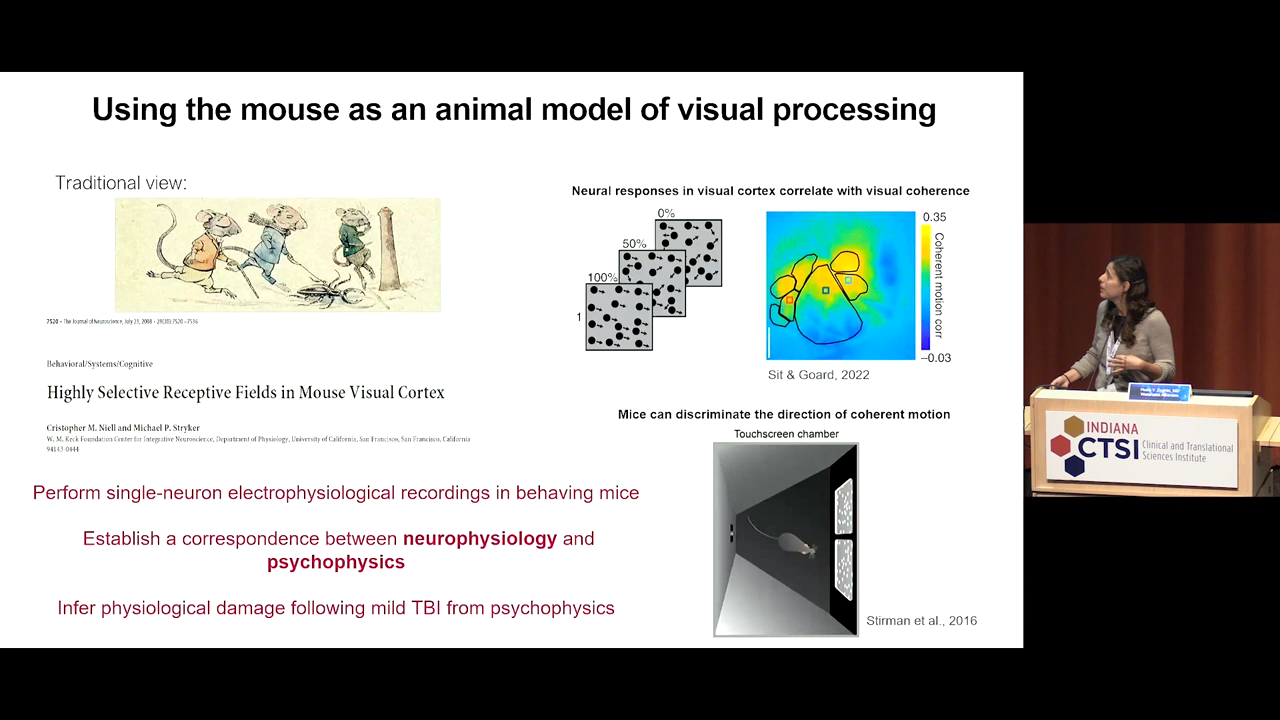 Using the mouse as an animal model of visual processing
Traditional view:
7520 • The Journal of Neuroscience, July 23, 2008 • 28(30):7520–7536
Behavioral/Systems/Cognitive
Highly Selective Receptive Fields in Mouse Visual Cortex
Cristopher M. Niell and Michael P. Stryker
W. M. Keck Foundation Center for Integrative Neuroscience, Department of Physiology, University of California, San Francisco, San Francisco, California
94143-0444
Perform single-neuron electrophysiological recordings in behaving mice
Establish a correspondence between neurophysiology and
psychophysics
Infer physiological damage following mild TBI from psychophysics
Neural responses in visual cortex correlate with visual coherence
0%
50%
100%
1
0.35
Coherent motion corr
–0.03
Sit & Goard, 2022
Mice can discriminate the direction of coherent motion
Touchscreen chamber
Stirman et al., 2016
INDIANA
CTSI
Clinical and Translational
Sciences Institute